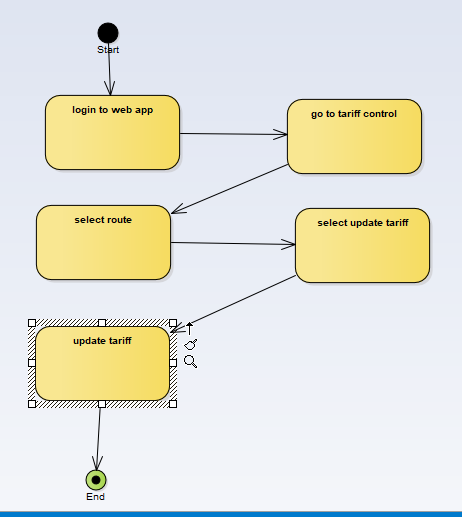 Start
login to web app
go to tariff control
select route
select update tariff
update tariff
End